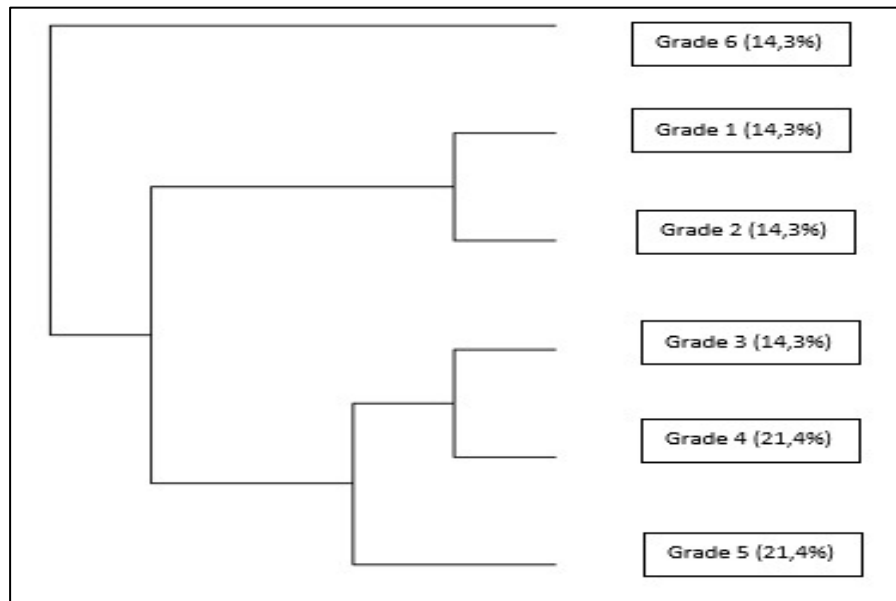 Grade 6 (14,3%)
Grade 1 (14,3%)
Grade 2 (14,3%)
Grade 3 (14,3%)
Grade 4 (21,4%)
Grade 5 (21,4%)